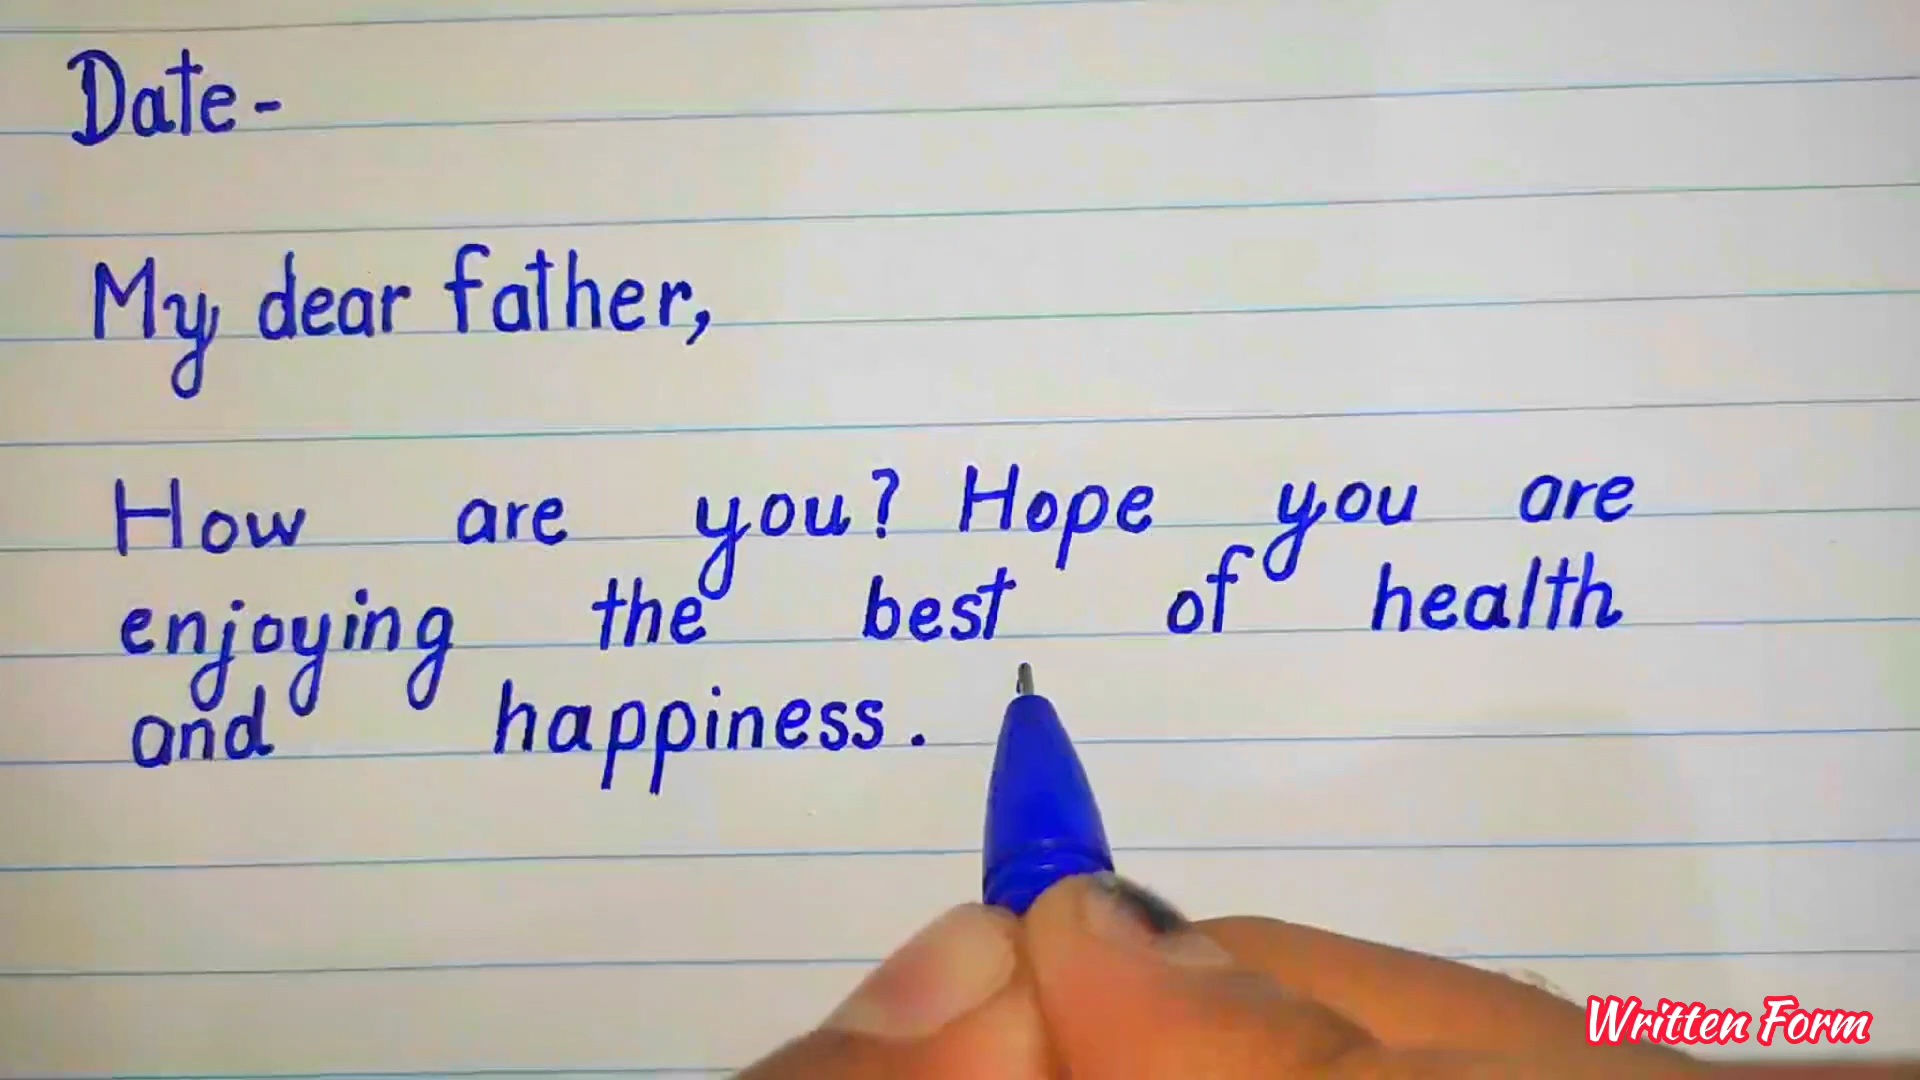 Date-
My dear father,
How are you? Hope you are
enjoying the best of health
and happiness.
Written Form